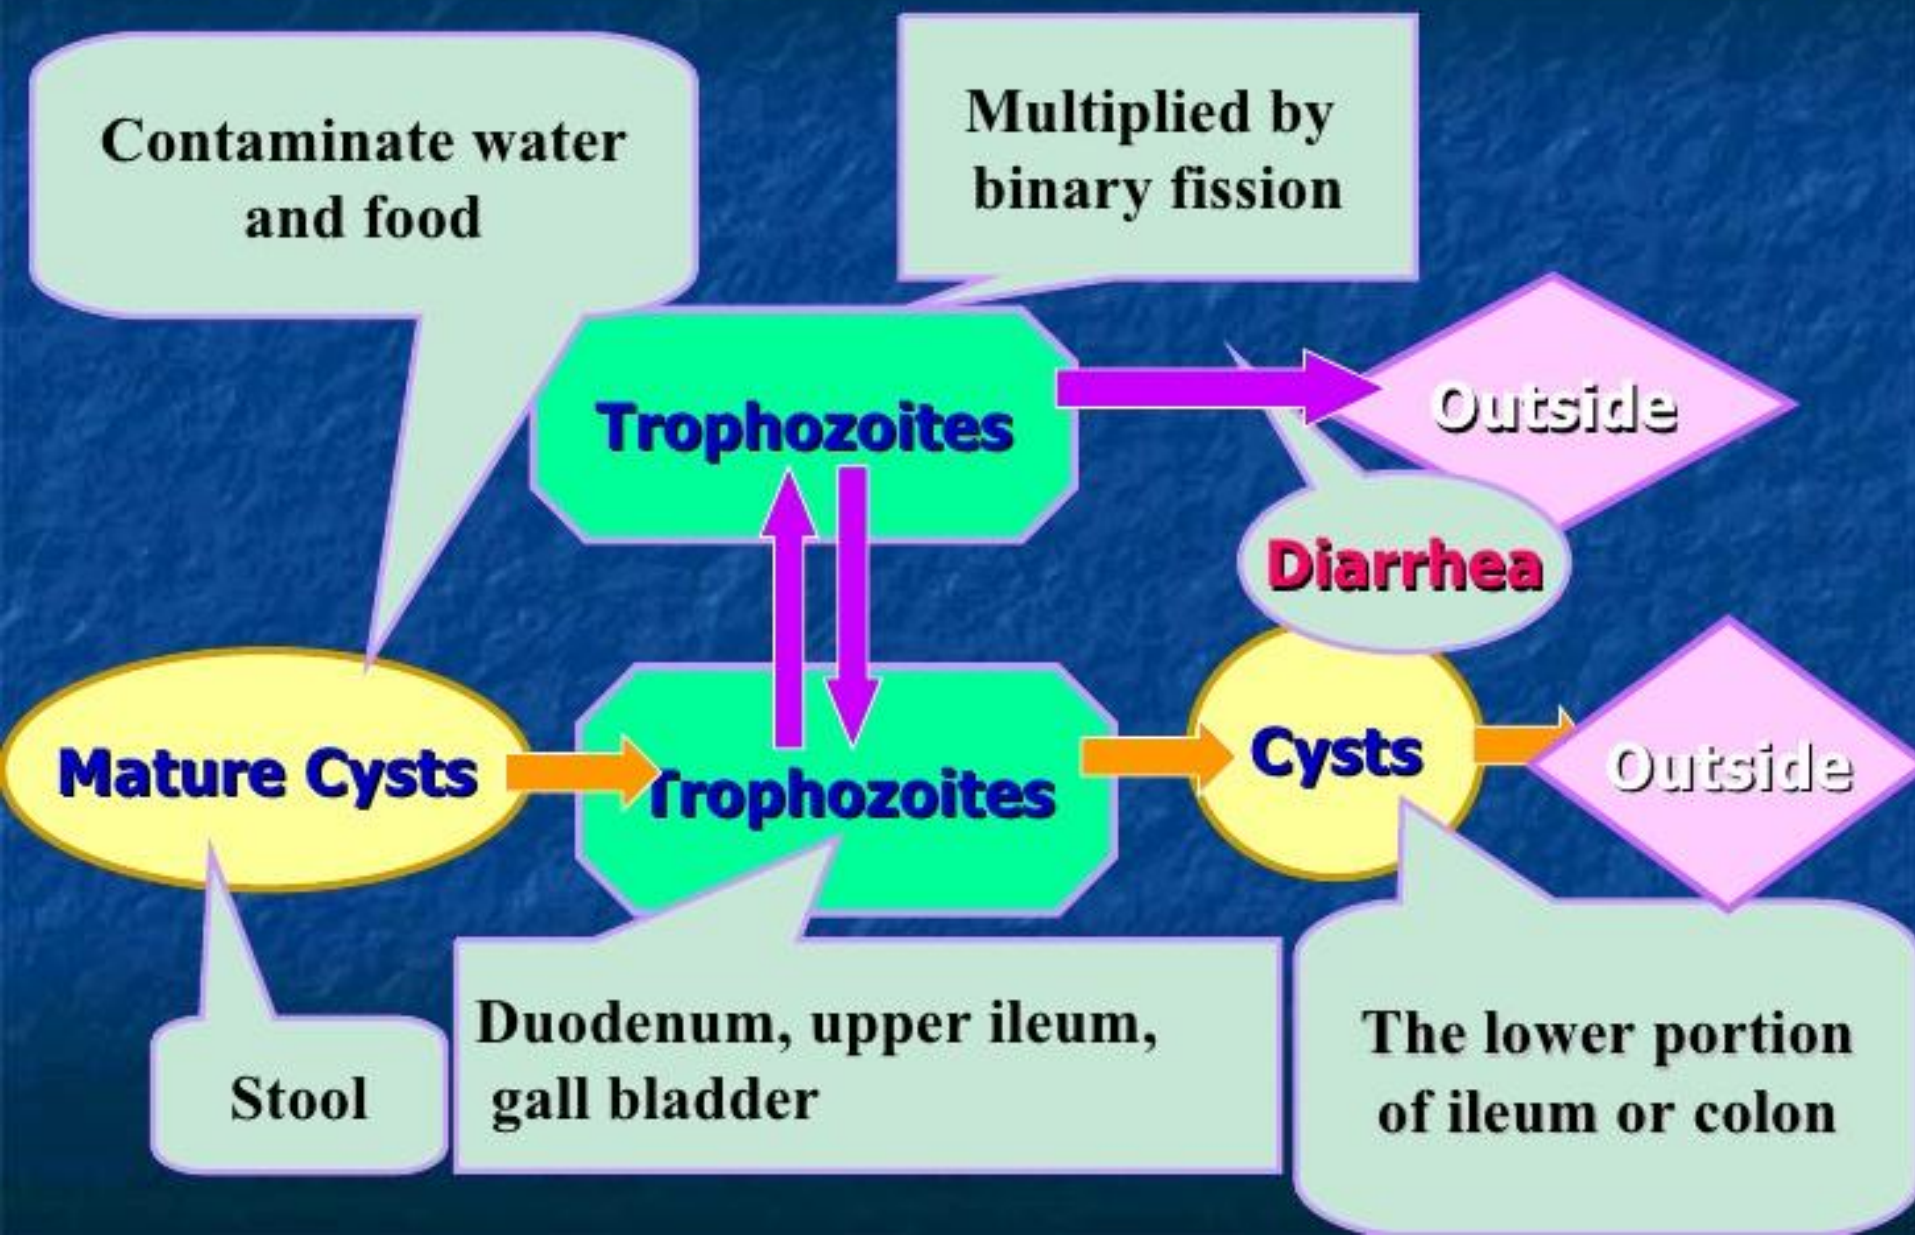 Contaminate water
and food
Multiplied by
binary fission
Trophozoites
Outside
Diarrhea
Mature Cysts
Trophozoites
Cysts
Outside
Stool
Duodenum, upper ileum,
gall bladder
The lower portion
of ileum or colon